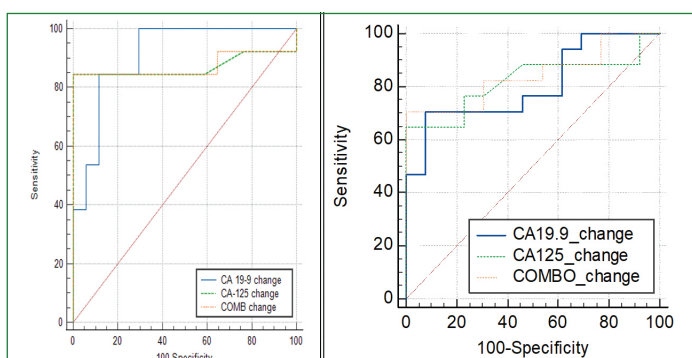 100
80
60
40
20
0
Sensitivity
CA 19-9 change
CA-125 change
COMB change
0 20 40 60 80 100
100-Specificity
100
80
60
40
20
0
Sensitivity
CA19.9_change
CA125_change
COMBO_change
0 20 40 60 80 100
100-Specificity